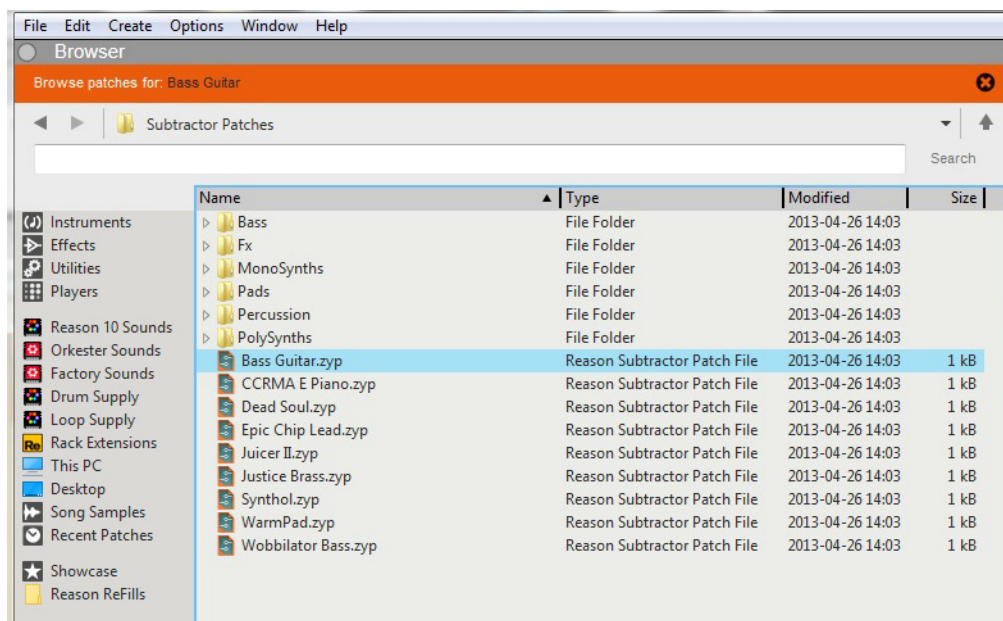 File Edit Create Options Window Help
Browser
Browse patches for: Bass Guitar
Subtractor Patches
Search
Name Type Modified Size
Instruments
Effects
Utilities
Players
Reason 10 Sounds
Orkester Sounds
Factory Sounds
Drum Supply
Loop Supply
Re Rack Extensions
This PC
Desktop
Song Samples
Recent Patches
Showcase
Reason ReFills
Bass File Folder 2013-04-26 14:03
Fx File Folder 2013-04-26 14:03
MonoSynths File Folder 2013-04-26 14:03
Pads File Folder 2013-04-26 14:03
Percussion File Folder 2013-04-26 14:03
PolySynths File Folder 2013-04-26 14:03
Bass Guitar.zyp Reason Subtractor Patch File 2013-04-26 14:03 1 kB
CCRMA E Piano.zyp Reason Subtractor Patch File 2013-04-26 14:03 1 kB
Dead Soul.zyp Reason Subtractor Patch File 2013-04-26 14:03 1 kB
Epic Chip Lead.zyp Reason Subtractor Patch File 2013-04-26 14:03 1 kB
Juicer II.zyp Reason Subtractor Patch File 2013-04-26 14:03 1 kB
Justice Brass.zyp Reason Subtractor Patch File 2013-04-26 14:03 1 kB
Synthol.zyp Reason Subtractor Patch File 2013-04-26 14:03 1 kB
WarmPad.zyp Reason Subtractor Patch File 2013-04-26 14:03 1 kB
Wobbilator Bass.zyp Reason Subtractor Patch File 2013-04-26 14:03 1 kB